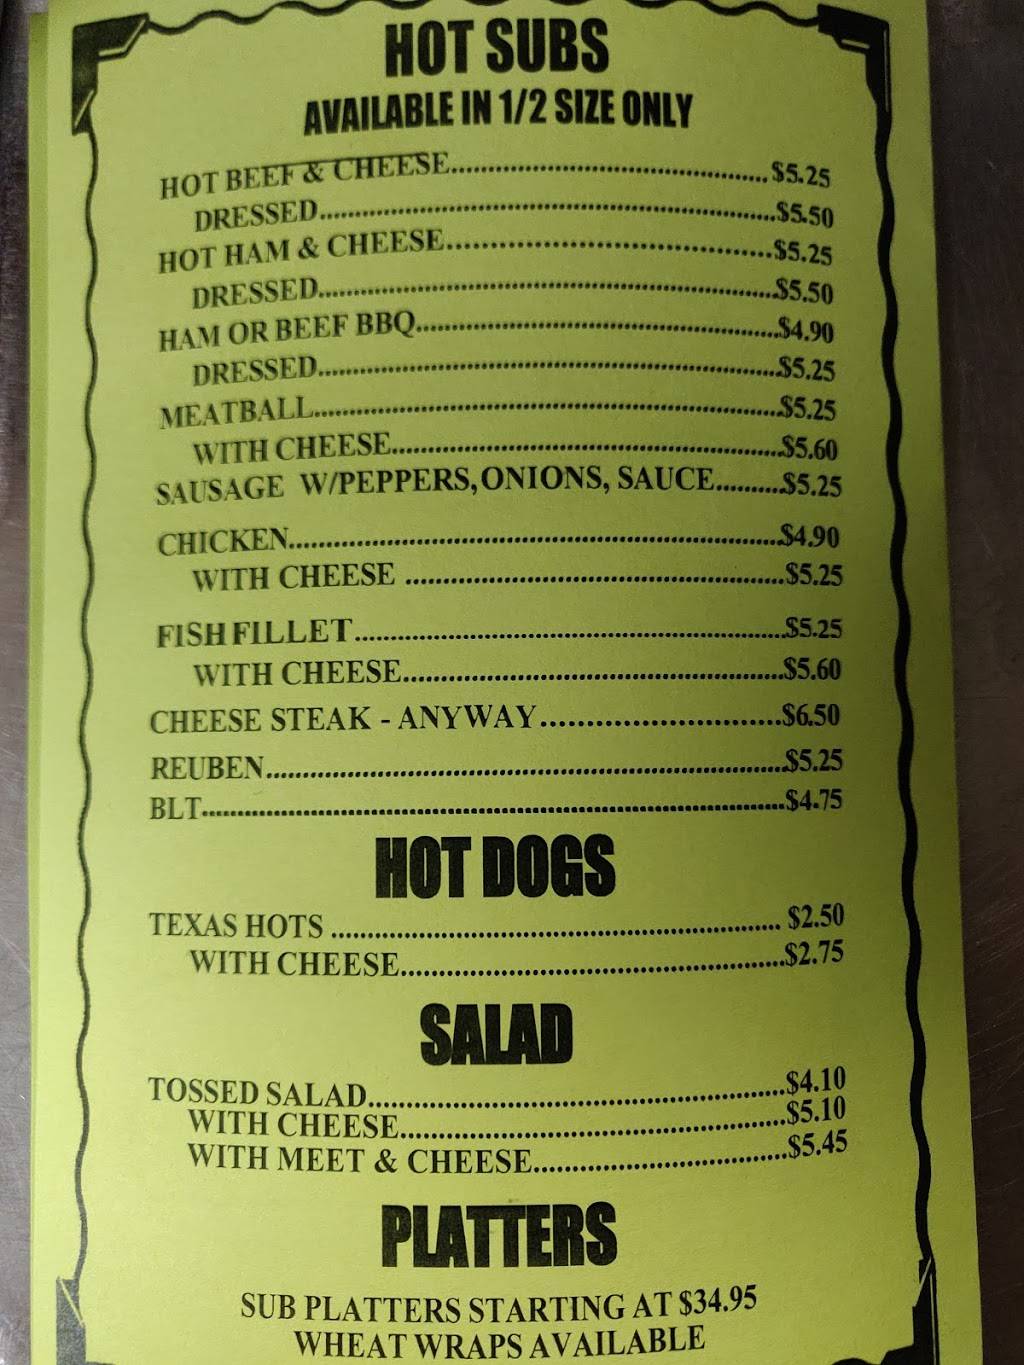 HOT SUBS
AVAILABLE IN 1/2 SIZE ONLY
HOT BEEF & CHEESE..............................$5.25
DRESSED..............................$5.50
HOT HAM & CHEESE..............................$5.25
DRESSED..............................$5.50
HAM OR BEEF BBQ..............................$4.90
DRESSED..............................$5.25
MEATBALL..............................$5.25
WITH CHEESE..............................$5.60
SAUSAGE W/PEPPERS, ONIONS, SAUCE..........$5.25
CHICKEN..............................$4.90
WITH CHEESE ..............................$5.25
FISH FILLET..............................$5.25
WITH CHEESE..............................$5.60
CHEESE STEAK - ANYWAY..............................$6.50
REUBEN..............................$5.25
BLT..............................$4.75
HOT DOGS
TEXAS HOTS .............................. $2.50
WITH CHEESE..............................$2.75
SALAD
TOSSED SALAD..............................$4.10
WITH CHEESE..............................$5.10
WITH MEET & CHEESE..............................$5.45
PLATTERS
SUB PLATTERS STARTING AT $34.95
WHEAT WRAPS AVAILABLE